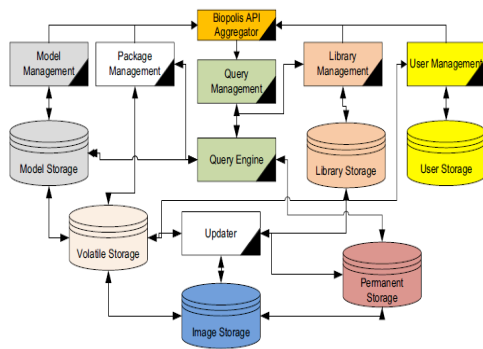 Biopolis API
Aggregator
Model
Management
Package
Management
Query
Management
Library
Management
User Management
Model Storage
Query Engine
Library Storage
User Storage
Volatile Storage
Updater
Permanent
Storage
Image Storage